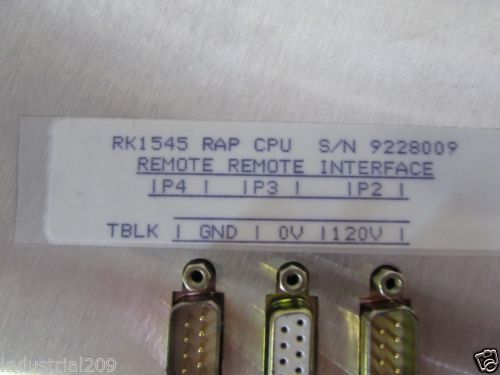 RK1545 RAP CPU S/N 9228009
REMOTE REMOTE INTERFACE
|P4 | |P3 | |P2 |
TBLK | GND | 0V |120V |
© industrial209